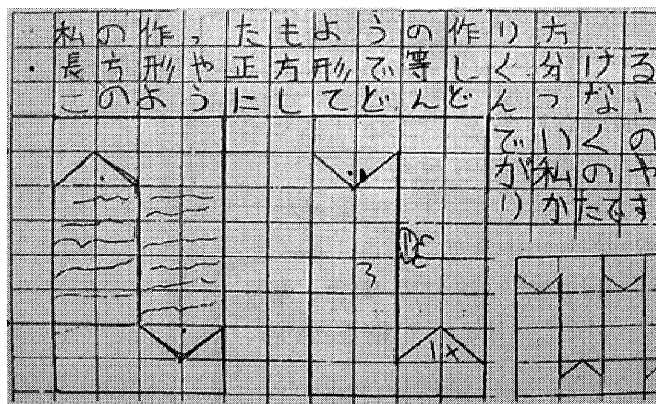 私の作ったもようの作り方
・長方形や正方形で等しく分ける
このようにしてどんどんつない
でいくの
が私のや
りかたです